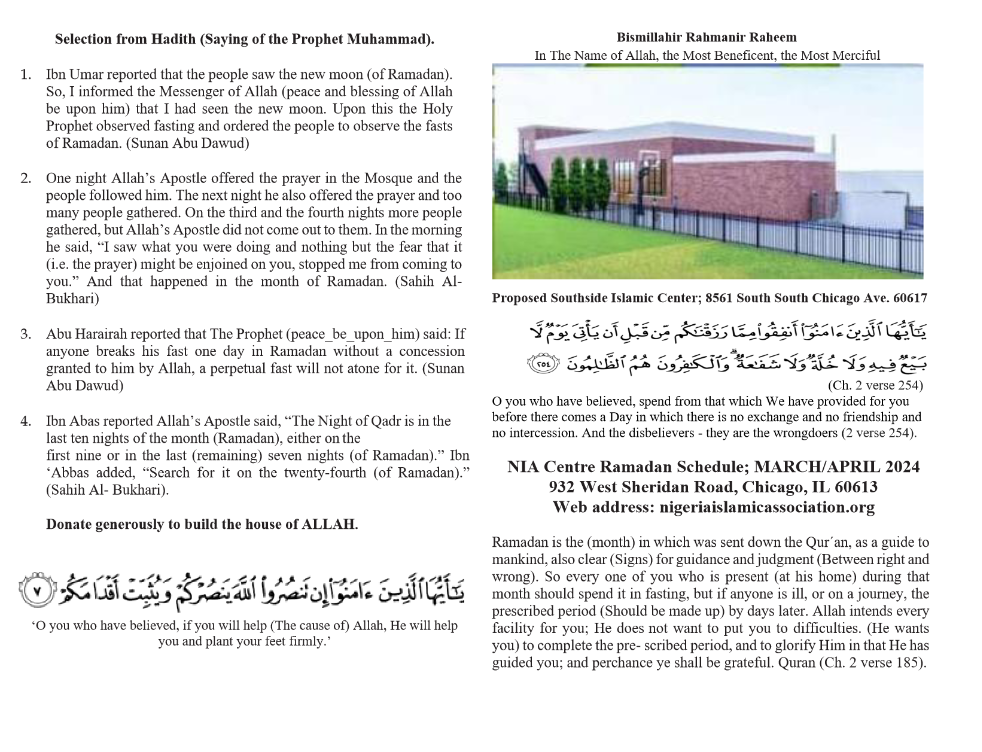 Selection from Hadith (Saying of the Prophet Muhammad).
1. Ibn Umar reported that the people saw the new moon (of Ramadan).
So, I informed the Messenger of Allah (peace and blessing of Allah
be upon him) that I had seen the new moon. Upon this the Holy
Prophet observed fasting and ordered the people to observe the fasts
of Ramadan. (Sunan Abu Dawud)
2. One night Allah’s Apostle offered the prayer in the Mosque and the
people followed him. The next night he also offered the prayer and too
many people gathered. On the third and the fourth nights more people
gathered, but Allah’s Apostle did not come out to them. In the morning
he said, “I saw what you were doing and nothing but the fear that it
(i.e. the prayer) might be enjoined on you, stopped me from coming to
you.” And that happened in the month of Ramadan. (Sahih Al-
Bukhari)
3. Abu Harairah reported that The Prophet (peace_be_upon_him) said: If
anyone breaks his fast one day in Ramadan without a concession
granted to him by Allah, a perpetual fast will not atone for it. (Sunan
Abu Dawud)
4. Ibn Abas reported Allah’s Apostle said, “The Night of Qadr is in the
last ten nights of the month (Ramadan), either on the
first nine or in the last (remaining) seven nights (of Ramadan).” Ibn
‘Abbas added, “Search for it on the twenty-fourth (of Ramadan).”
(Sahih Al- Bukhari).
Donate generously to build the house of ALLAH.
يَـٰٓأَيُّهَا ٱلَّذِينَ ءَامَنُوٓا۟ إِن تَنصُرُوا۟ ٱللَّهَ يَنصُرْكُمْ وَيُثَبِّتْ أَقْدَامَكُمْ ٧
‘O you who have believed, if you will help (The cause of) Allah, He will help
you and plant your feet firmly.’
Bismillahir Rahmanir Raheem
In The Name of Allah, the Most Beneficent, the Most Merciful
Proposed Southside Islamic Center; 8561 South South Chicago Ave. 60617
يَـٰٓأَيُّهَا ٱلَّذِينَ ءَامَنُوٓا۟ أَنفِقُوا۟ مِمَّا رَزَقْنَـٰكُم مِّن قَبْلِ أَن يَأْتِىَ يَوْمٌ لَّا
بَيْعٌ فِيهِ وَلَا خُلَّةٌ وَلَا شَفَـٰعَةٌ ۗ وَٱلْكَـٰفِرُونَ هُمُ ٱلظَّـٰلِمُونَ ٢٥٤
(Ch. 2 verse 254)
O you who have believed, spend from that which We have provided for you
before there comes a Day in which there is no exchange and no friendship and
no intercession. And the disbelievers - they are the wrongdoers (2 verse 254).
NIA Centre Ramadan Schedule; MARCH/APRIL 2024
932 West Sheridan Road, Chicago, IL 60613
Web address: nigeriaislamicassociation.org
Ramadan is the (month) in which was sent down the Qur´an, as a guide to
mankind, also clear (Signs) for guidance and judgment (Between right and
wrong). So every one of you who is present (at his home) during that
month should spend it in fasting, but if anyone is ill, or on a journey, the
prescribed period (Should be made up) by days later. Allah intends every
facility for you; He does not want to put you to difficulties. (He wants
you) to complete the pre- scribed period, and to glorify Him in that He has
guided you; and perchance ye shall be grateful. Quran (Ch. 2 verse 185).